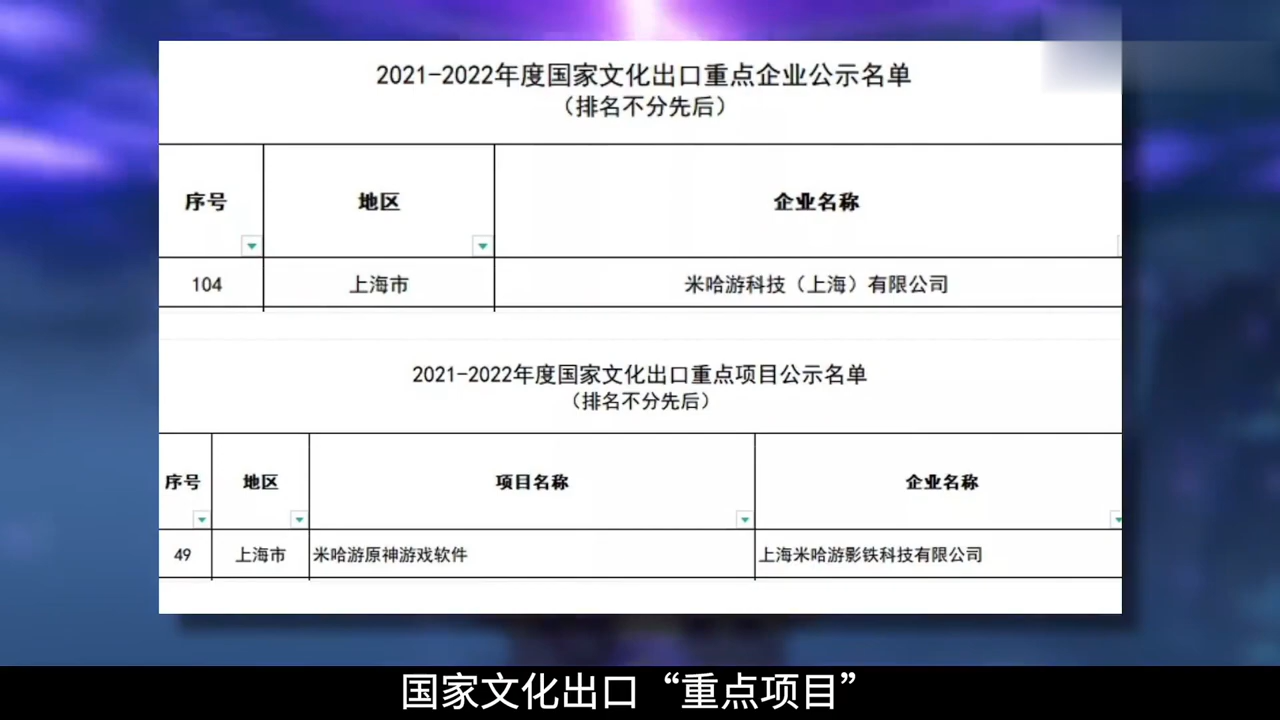 2021-2022年度国家文化出口重点企业公示名单
（排名不分先后）
序号 地区 企业名称
104 上海市 米哈游科技（上海）有限公司
2021-2022年度国家文化出口重点项目公示名单
（排名不分先后）
序号 地区 项目名称 企业名称
49 上海市 米哈游原神游戏软件 上海米哈游影铁科技有限公司
国家文化出口“重点项目”